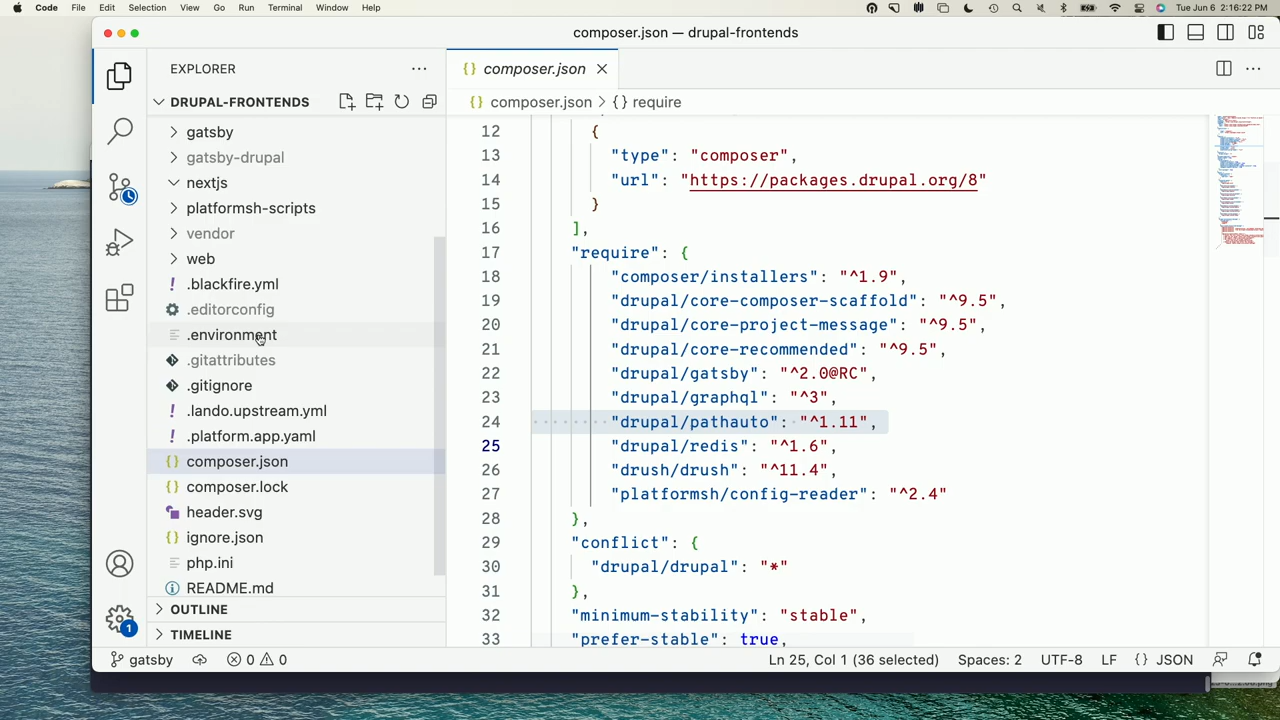 Code File Edit Selection View Go Run Terminal Window Help
Tue Jun 6 2:16:22 PM
composer.json — drupal-frontends
EXPLORER
DRUPAL-FRONTENDS
gatsby
gatsby-drupal
nextjs
platformsh-scripts
vendor
web
.blackfire.yml
.editorconfig
.environment
.gitattributes
.gitignore
.lando.upstream.yml
.platform.app.yaml
composer.json
composer.lock
header.svg
ignore.json
php.ini
README.md
OUTLINE
TIMELINE
1
composer.json
composer.json > {} require
12 {
13 "type": "composer",
14 "url": "https://packages.drupal.org/8"
15 }
16 ],
17 "require": {
18 "composer/installers": "^1.9",
19 "drupal/core-composer-scaffold": "^9.5",
20 "drupal/core-project-message": "^9.5",
21 "drupal/core-recommended": "^9.5",
22 "drupal/gatsby": "^2.0@RC",
23 "drupal/graphql": "^3",
24 "drupal/pathauto": "^1.11",
25 "drupal/redis": "^1.6",
26 "drush/drush": "^11.4",
27 "platformsh/config-reader": "^2.4"
28 },
29 "conflict": {
30 "drupal/drupal": "*"
31 },
32 "minimum-stability": "stable",
33 "prefer-stable": true,
gatsby 0 0 Ln 25, Col 1 (36 selected) Spaces: 2 UTF-8 LF {} JSON